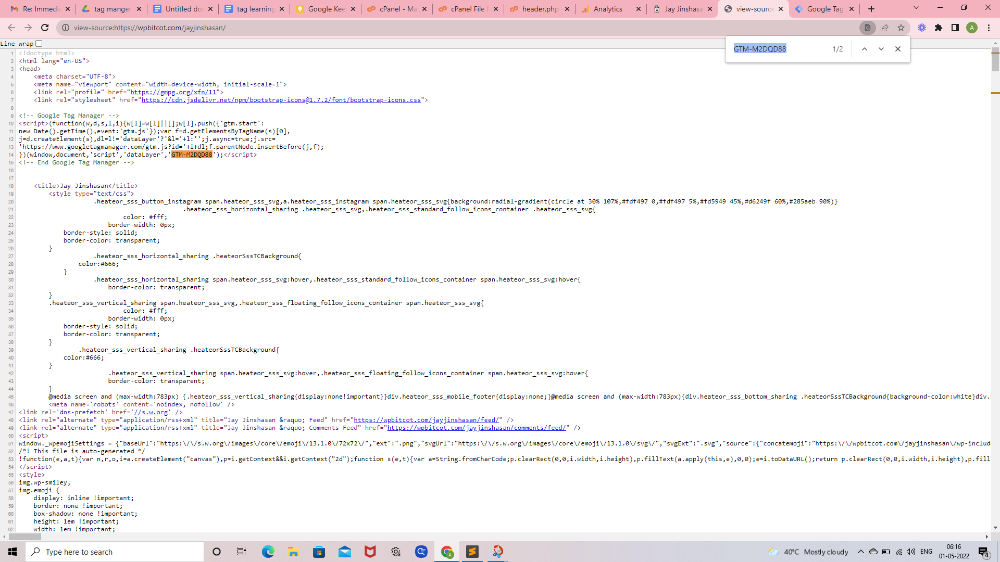 Re: Immedia
tag manger
Untitled do
tag learning
Google Kee
cPanel - Ma
cPanel File
header.php
Analytics
Jay Jinshasa
view-source
Google Tag
view-source:https://wpbitcot.com/jayjinshasan/
A
GTM-M2DQD88 1/2
Line wrap
1 <!doctype html>
2 <html lang="en-US">
3 <head>
4 <meta charset="UTF-8">
5 <meta name="viewport" content="width=device-width, initial-scale=1">
6 <link rel="profile" href="https://gmpg.org/xfn/11">
7 <link rel="stylesheet" href="https://cdn.jsdelivr.net/npm/bootstrap-icons@1.7.2/font/bootstrap-icons.css">
8
9 <!-- Google Tag Manager -->
10 <script>(function(w,d,s,l,i){w[l]=w[l]||[];w[l].push({'gtm.start':
11 new Date().getTime(),event:'gtm.js'});var f=d.getElementsByTagName(s)[0],
12 j=d.createElement(s),dl=l!='dataLayer'?'&l='+l:'';j.async=true;j.src=
13 'https://www.googletagmanager.com/gtm.js?id='+i+dl;f.parentNode.insertBefore(j,f);
14 })(window,document,'script','dataLayer','GTM-M2DQD88');</script>
15 <!-- End Google Tag Manager -->
16
17
18 <title>Jay Jinshasan</title>
19 <style type="text/css">
20 .heateor_sss_button_instagram span.heateor_sss_svg,a.heateor_sss_instagram span.heateor_sss_svg{background:radial-gradient(circle at 30% 107%,#fdf497 0,#fdf497 5%,#fd5949 45%,#d6249f 60%,#285aeb 90%)}
21 .heateor_sss_horizontal_sharing .heateor_sss_svg,.heateor_sss_standard_follow_icons_container .heateor_sss_svg{
22 color: #fff;
23 border-width: 0px;
24 border-style: solid;
25 border-color: transparent;
26 }
27 .heateor_sss_horizontal_sharing .heateorSssTCBackground{
28 color:#666;
29 }
30 .heateor_sss_horizontal_sharing span.heateor_sss_svg:hover,.heateor_sss_standard_follow_icons_container span.heateor_sss_svg:hover{
31 border-color: transparent;
32 }
33 .heateor_sss_vertical_sharing span.heateor_sss_svg,.heateor_sss_floating_follow_icons_container span.heateor_sss_svg{
34 color: #fff;
35 border-width: 0px;
36 border-style: solid;
37 border-color: transparent;
38 }
39 .heateor_sss_vertical_sharing .heateorSssTCBackground{
40 color:#666;
41 }
42 .heateor_sss_vertical_sharing span.heateor_sss_svg:hover,.heateor_sss_floating_follow_icons_container span.heateor_sss_svg:hover{
43 border-color: transparent;
44 }
45 @media screen and (max-width:783px) {.heateor_sss_vertical_sharing{display:none!important}}div.heateor_sss_mobile_footer{display:none;}@media screen and (max-width:783px){div.heateor_sss_bottom_sharing .heateorSssTCBackground{background-color:white}div.
46 <meta name='robots' content='noindex, nofollow' />
47 <link rel='dns-prefetch' href='//s.w.org' />
48 <link rel="alternate" type="application/rss+xml" title="Jay Jinshasan &raquo; Feed" href="https://wpbitcot.com/jayjinshasan/feed/" />
49 <link rel="alternate" type="application/rss+xml" title="Jay Jinshasan &raquo; Comments Feed" href="https://wpbitcot.com/jayjinshasan/comments/feed/" />
50 <script>
51 window._wpemojiSettings = {"baseUrl":"https:\/\/s.w.org\/images\/core\/emoji\/13.1.0\/72x72\/","ext":".png","svgUrl":"https:\/\/s.w.org\/images\/core\/emoji\/13.1.0\/svg\/","svgExt":".svg","source":{"concatemoji":"https:\/\/wpbitcot.com\/jayjinshasan\/wp-includ
52 /*! This file is auto-generated */
53 !function(e,a,t){var n,r,o,i=a.createElement("canvas"),p=i.getContext&&i.getContext("2d");function s(e,t){var a=String.fromCharCode;p.clearRect(0,0,i.width,i.height),p.fillText(a.apply(this,e),0,0);e=i.toDataURL();return p.clearRect(0,0,i.width,i.height),p.fill
54 </script>
55 <style>
56 img.wp-smiley,
57 img.emoji {
58 display: inline !important;
59 border: none !important;
60 box-shadow: none !important;
61 height: 1em !important;
62 width: 1em !important;
Type here to search
40°C Mostly cloudy
ENG
06:16
01-05-2022
4